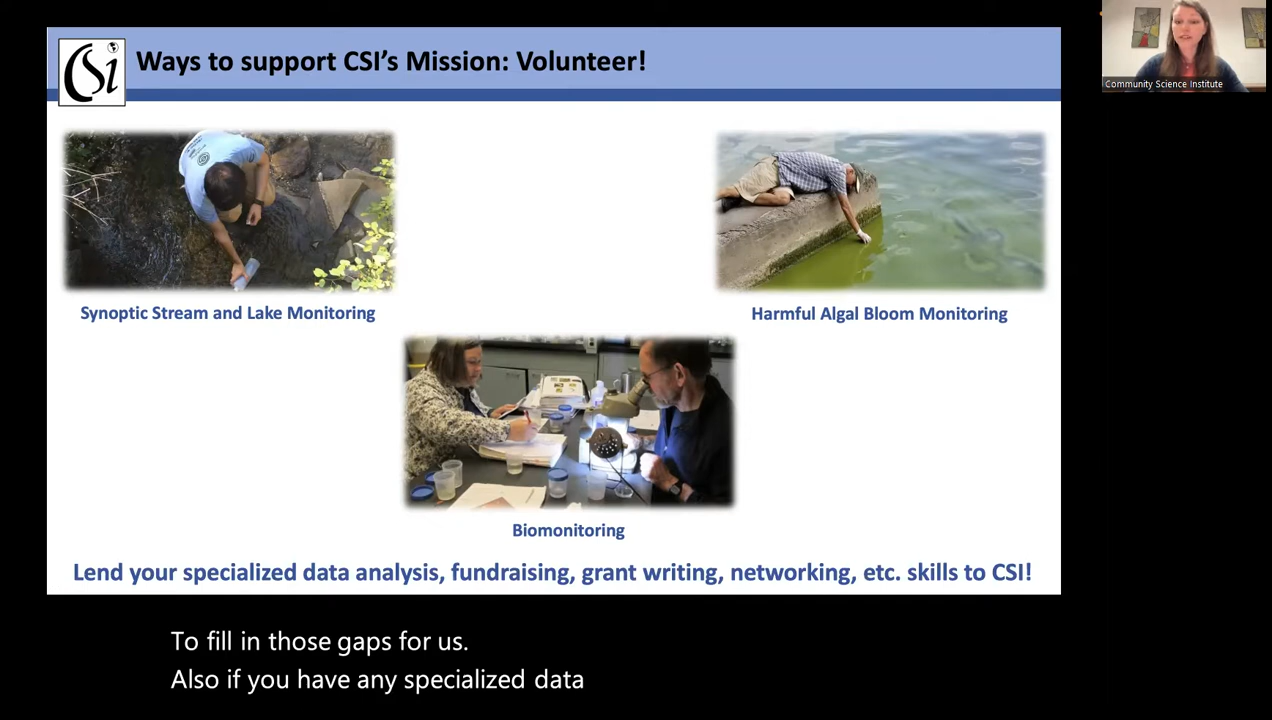 CSi
Ways to support CSI's Mission: Volunteer!
Community Science Institute
Synoptic Stream and Lake Monitoring
Harmful Algal Bloom Monitoring
Biomonitoring
Lend your specialized data analysis, fundraising, grant writing, networking, etc. skills to CSI!
To fill in those gaps for us.
Also if you have any specialized data